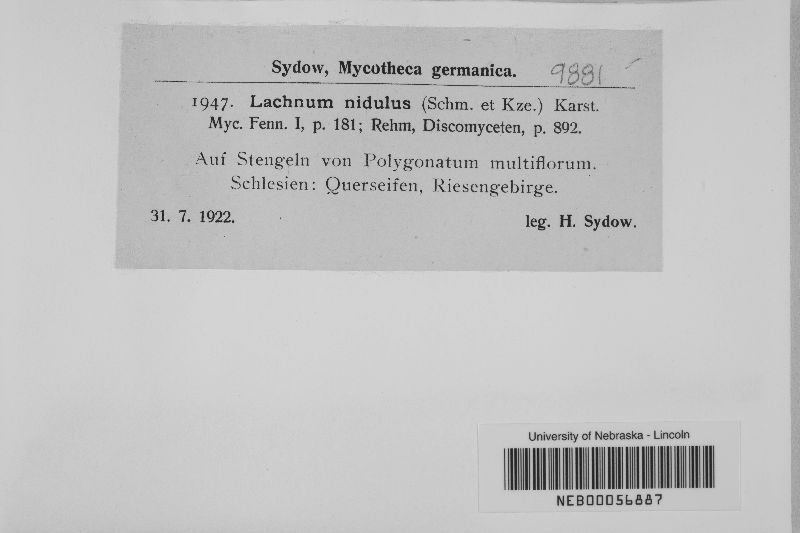 Sydow, Mycotheca germanica. 9881
1947. Lachnum nidulus (Schm. et Kze.) Karst.
Myc. Fenn. I, p. 181; Rehm, Discomyceten, p. 892.
Auf Stengeln von Polygonatum multiflorum.
Schlesien: Querseifen, Riesengebirge.
31. 7. 1922. leg. H. Sydow.
University of Nebraska - Lincoln
NEB00056887